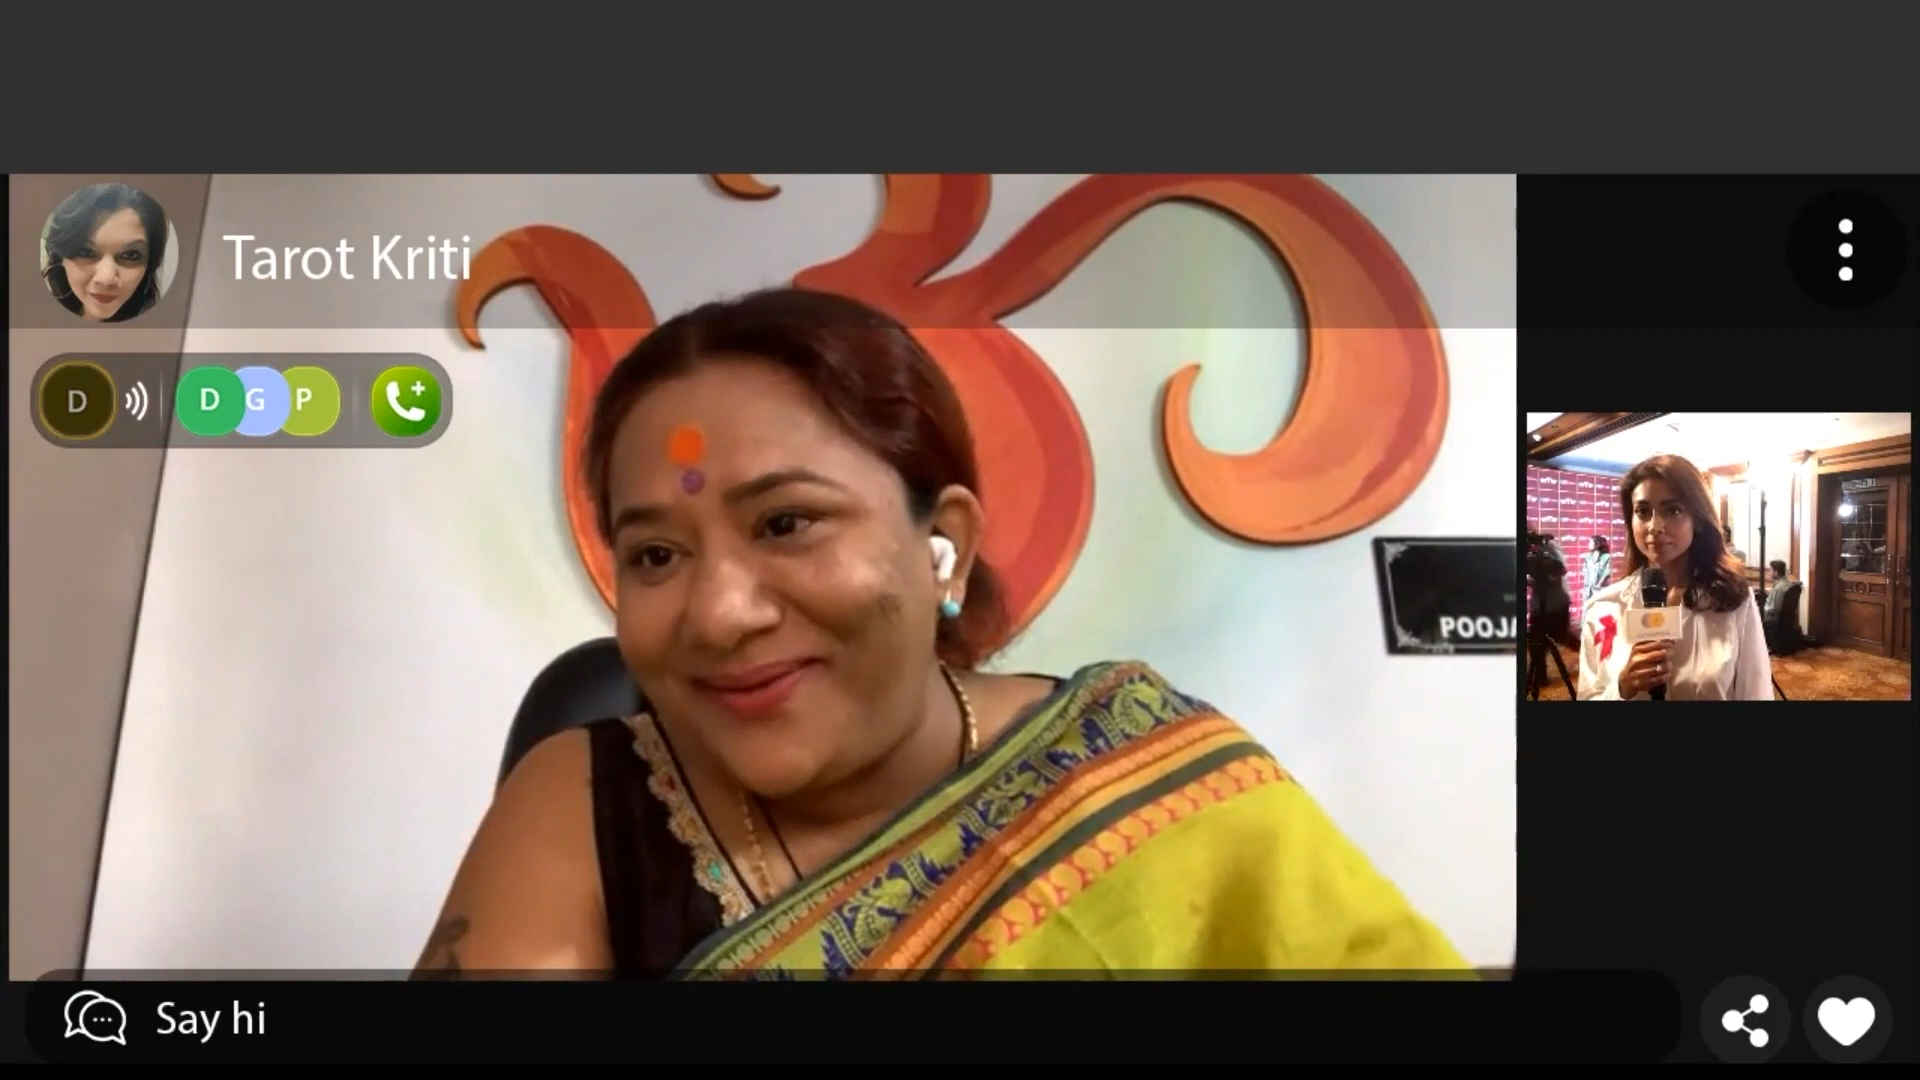 Tarot Kriti
D
D G P
POOJA
Say hi